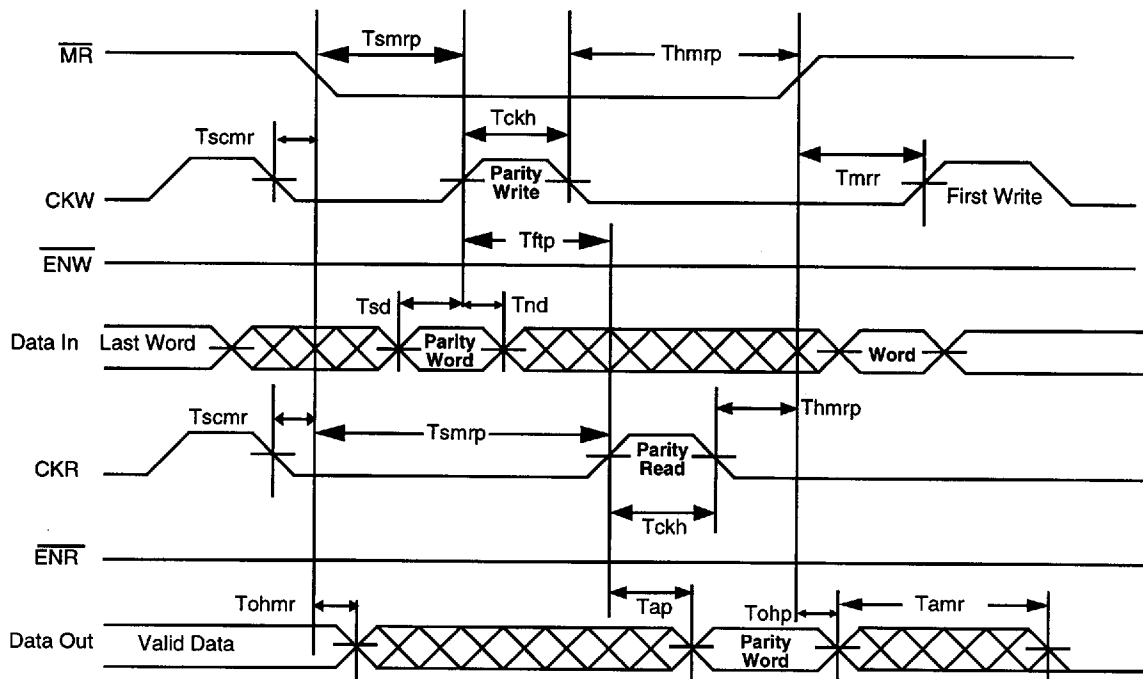 MR
Tsmrp
Thmrp
Tckh
Tscmr
Parity
Write
Tmrr
CKW
First Write
Tftp
ENW
Tsd
Tnd
Data In
Last Word
Parity
Word
Word
Tscmr
Thmrp
Tsmrp
CKR
Parity
Read
Tckh
ENR
Tohmr
Tap
Tohp
Tamr
Data Out
Valid Data
Parity
Word